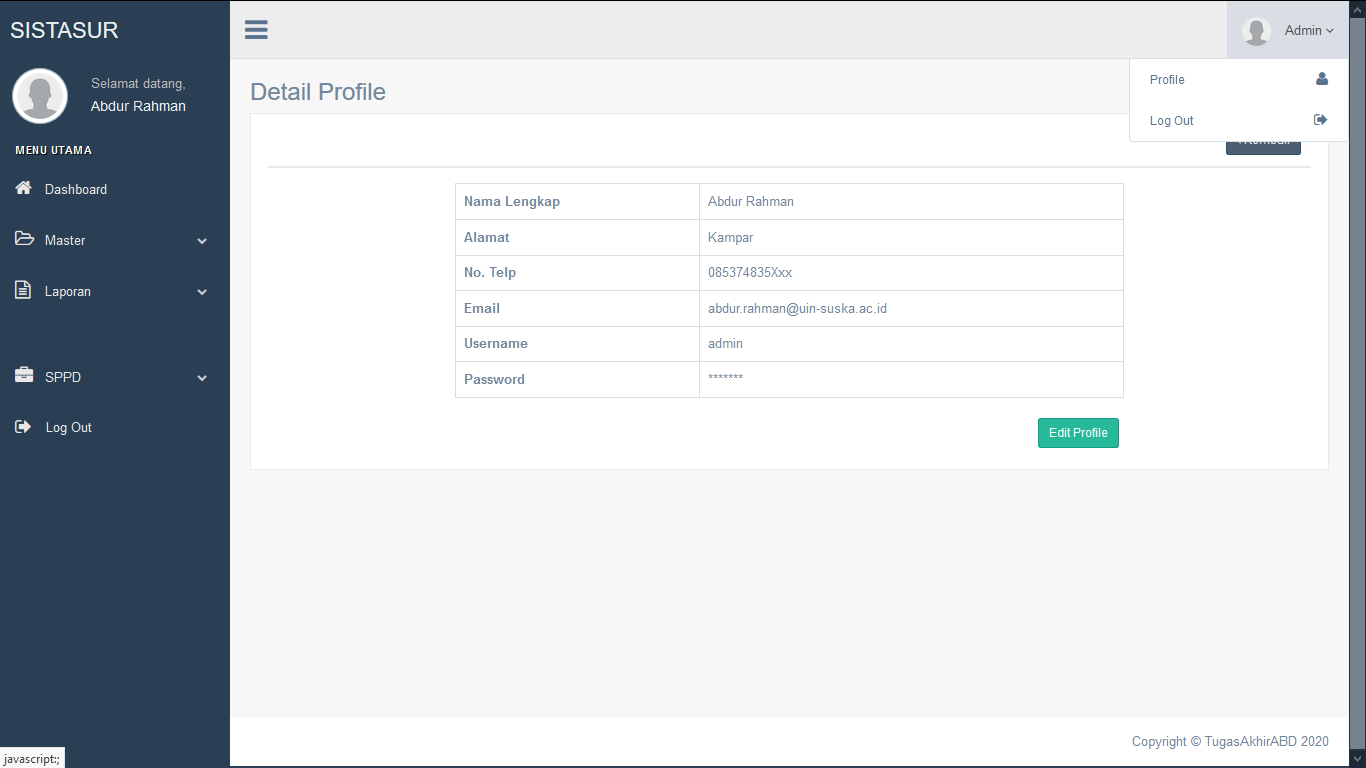 SISTASUR
Selamat datang,
Abdur Rahman
MENU UTAMA
Dashboard
Master
Laporan
SPPD
Log Out
Admin
Profile
Log Out
Detail Profile
Nama Lengkap Abdur Rahman
Alamat Kampar
No. Telp 085374835Xxx
Email abdur.rahman@uin-suska.ac.id
Username admin
Password *******
Edit Profile
Copyright © TugasAkhirABD 2020
javascript:;